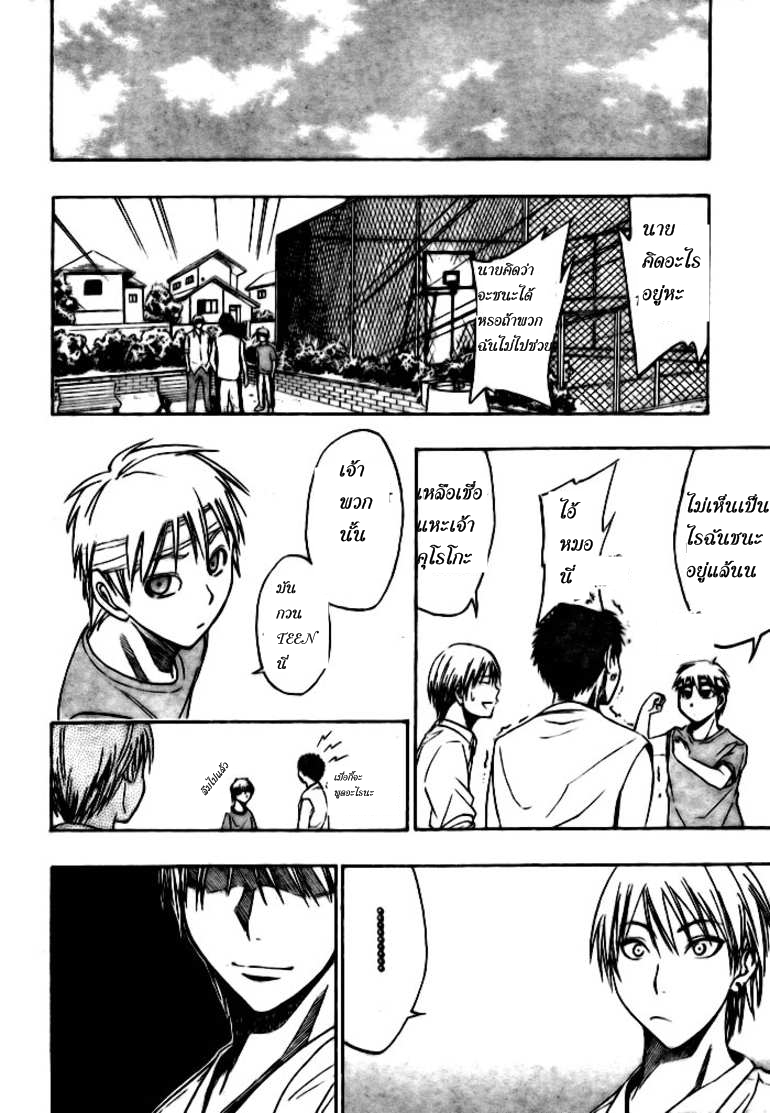 นาย
คิดอะไร
อยู่หะ
นายคิดว่า
จะชนะได้
หรอถ้าพวก
ฉันไม่ไปช่วย
ไม่เห็นเป็น
ไรฉันชนะ
อยู่แล้นน
ไอ้
หมอ
นี่
เหลือเชื่อ
แหะเจ้า
คุโรโกะ
เจ้า
พวก
นั้น
มัน
กวน
TEEN
นี่
เมื่อกี้จะ
พูดอะไรนะ
ลืมไปแล้ว